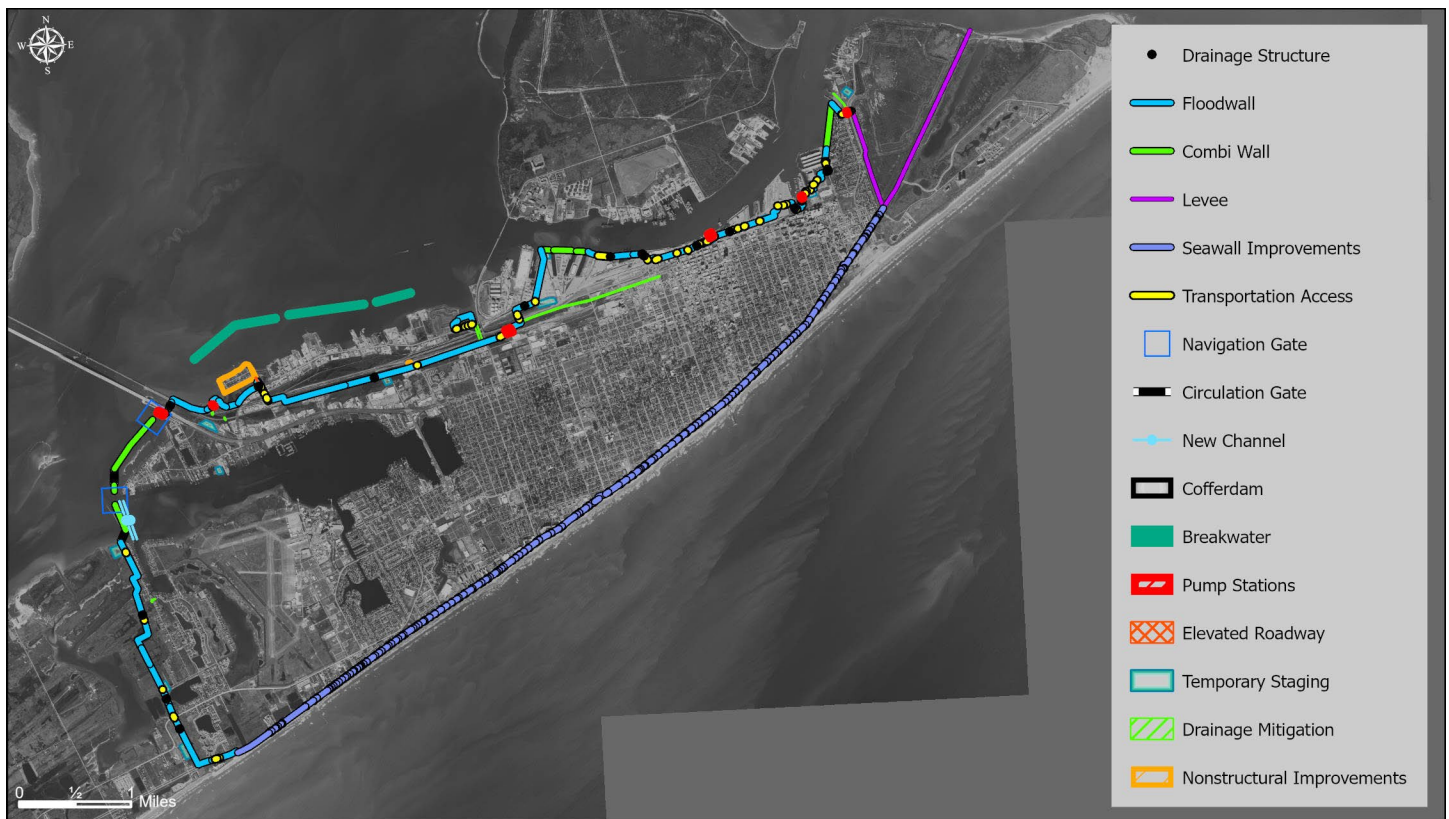 N
W E
S
Drainage Structure
Floodwall
Combi Wall
Levee
Seawall Improvements
Transportation Access
Navigation Gate
Circulation Gate
New Channel
Cofferdam
Breakwater
Pump Stations
Elevated Roadway
Temporary Staging
Drainage Mitigation
Nonstructural Improvements
0 ½ 1
Miles